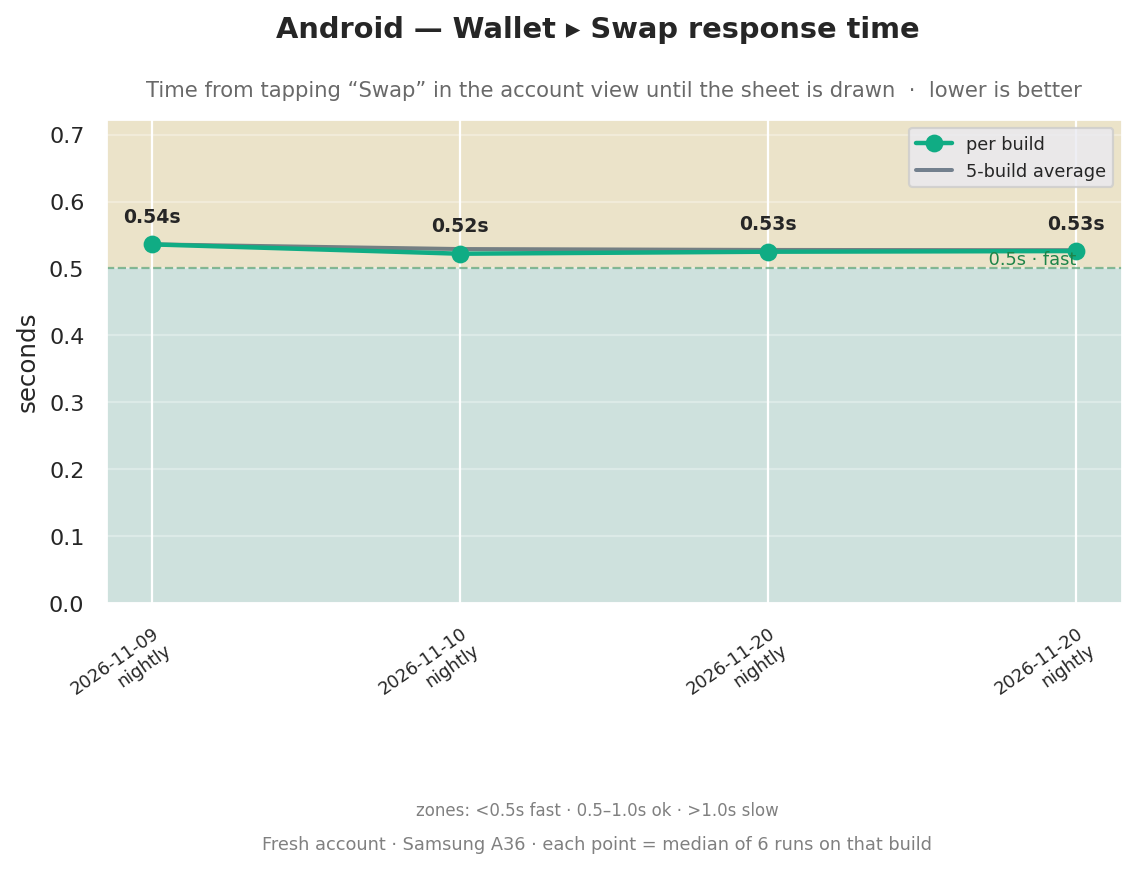 Android — Wallet ▸ Swap response time
Time from tapping “Swap” in the account view until the sheet is drawn · lower is better
per build
5-build average
0.54s
0.52s
0.53s
0.53s
0.5s · fast
seconds
0.7
0.6
0.5
0.4
0.3
0.2
0.1
0.0
2026-11-09
nightly
2026-11-10
nightly
2026-11-20
nightly
2026-11-20
nightly
zones: <0.5s fast · 0.5–1.0s ok · >1.0s slow
Fresh account · Samsung A36 · each point = median of 6 runs on that build